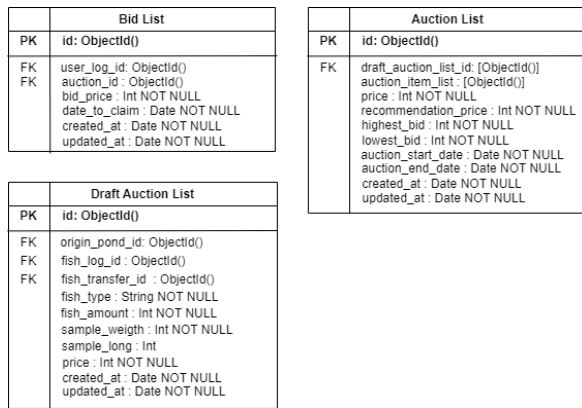 Bid List
PK id: ObjectId()
FK user_log_id: ObjectId()
FK auction_id : ObjectId()
bid_price : Int NOT NULL
date_to_claim : Date NOT NULL
created_at : Date NOT NULL
updated_at : Date NOT NULL
Auction List
PK id: ObjectId()
FK draft_auction_list_id: [ObjectId()]
auction_item_list : [ObjectId()]
price : Int NOT NULL
recommendation_price : Int NOT NULL
highest_bid : Int NOT NULL
lowest_bid : Int NOT NULL
auction_start_date : Date NOT NULL
auction_end_date : Date NOT NULL
created_at : Date NOT NULL
updated_at : Date NOT NULL
Draft Auction List
PK id: ObjectId()
FK origin_pond_id: ObjectId()
FK fish_log_id : ObjectId()
FK fish_transfer_id : ObjectId()
fish_type : String NOT NULL
fish_amount : Int NOT NULL
sample_weigth : Int NOT NULL
sample_long : Int
price : Int NOT NULL
created_at : Date NOT NULL
updated_at : Date NOT NULL